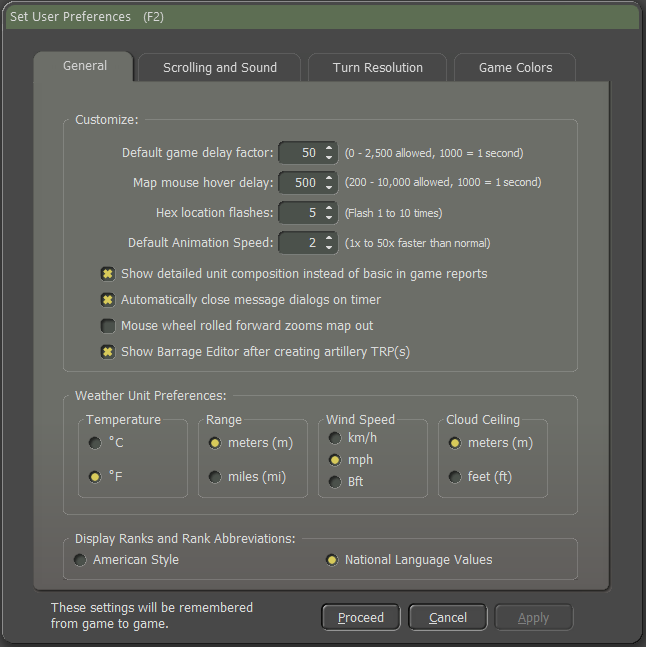 Set User Preferences (F2)
General Scrolling and Sound Turn Resolution Game Colors
Customize:
Default game delay factor: 50 (0 - 2,500 allowed, 1000 = 1 second)
Map mouse hover delay: 500 (200 - 10,000 allowed, 1000 = 1 second)
Hex location flashes: 5 (Flash 1 to 10 times)
Default Animation Speed: 2 (1x to 50x faster than normal)
Show detailed unit composition instead of basic in game reports
Automatically close message dialogs on timer
Mouse wheel rolled forward zooms map out
Show Barrage Editor after creating artillery TRP(s)
Weather Unit Preferences:
Temperature
°C
°F
Range
meters (m)
miles (mi)
Wind Speed
km/h
mph
Bft
Cloud Ceiling
meters (m)
feet (ft)
Display Ranks and Rank Abbreviations:
American Style National Language Values
These settings will be remembered
from game to game.
Proceed Cancel Apply